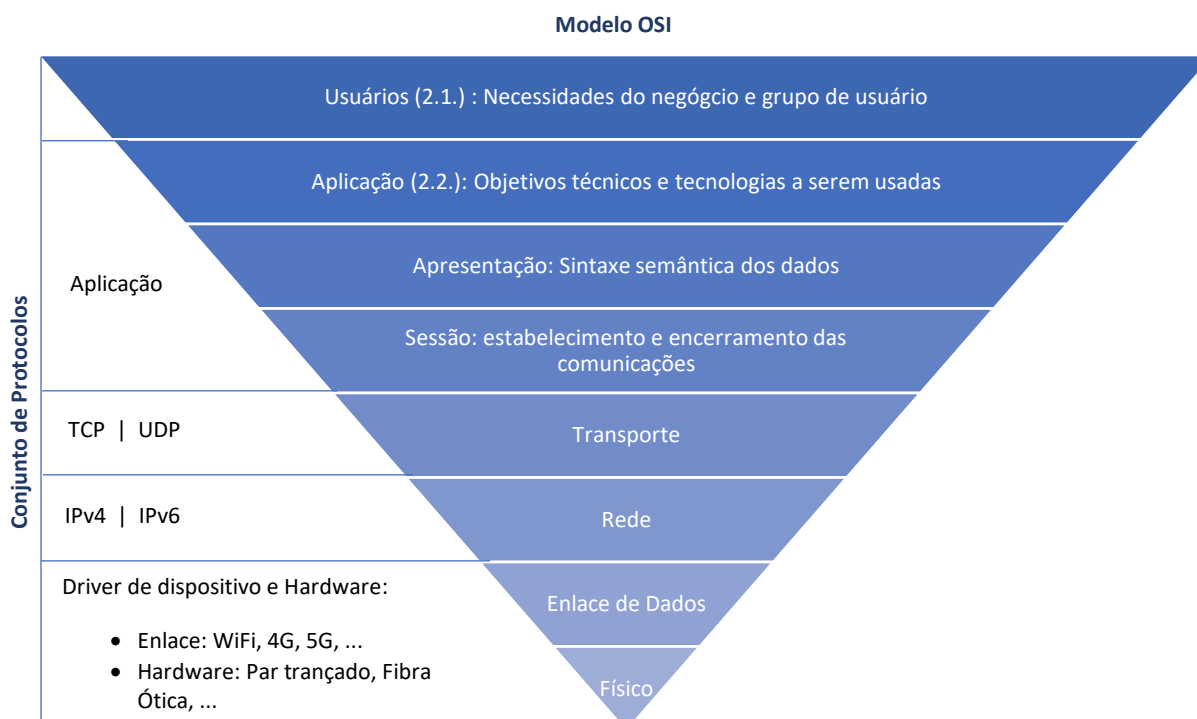 Modelo OSI
Usuários (2.1.) : Necessidades do negógcio e grupo de usuário
Aplicação (2.2.): Objetivos técnicos e tecnologias a serem usadas
Apresentação: Sintaxe semântica dos dados
Sessão: estabelecimento e encerramento das
comunicações
Transporte
Rede
Enlace de Dados
Físico
Conjunto de Protocolos
Aplicação
TCP | UDP
IPv4 | IPv6
Driver de dispositivo e Hardware:
• Enlace: WiFi, 4G, 5G, ...
• Hardware: Par trançado, Fibra
Ótica, ...